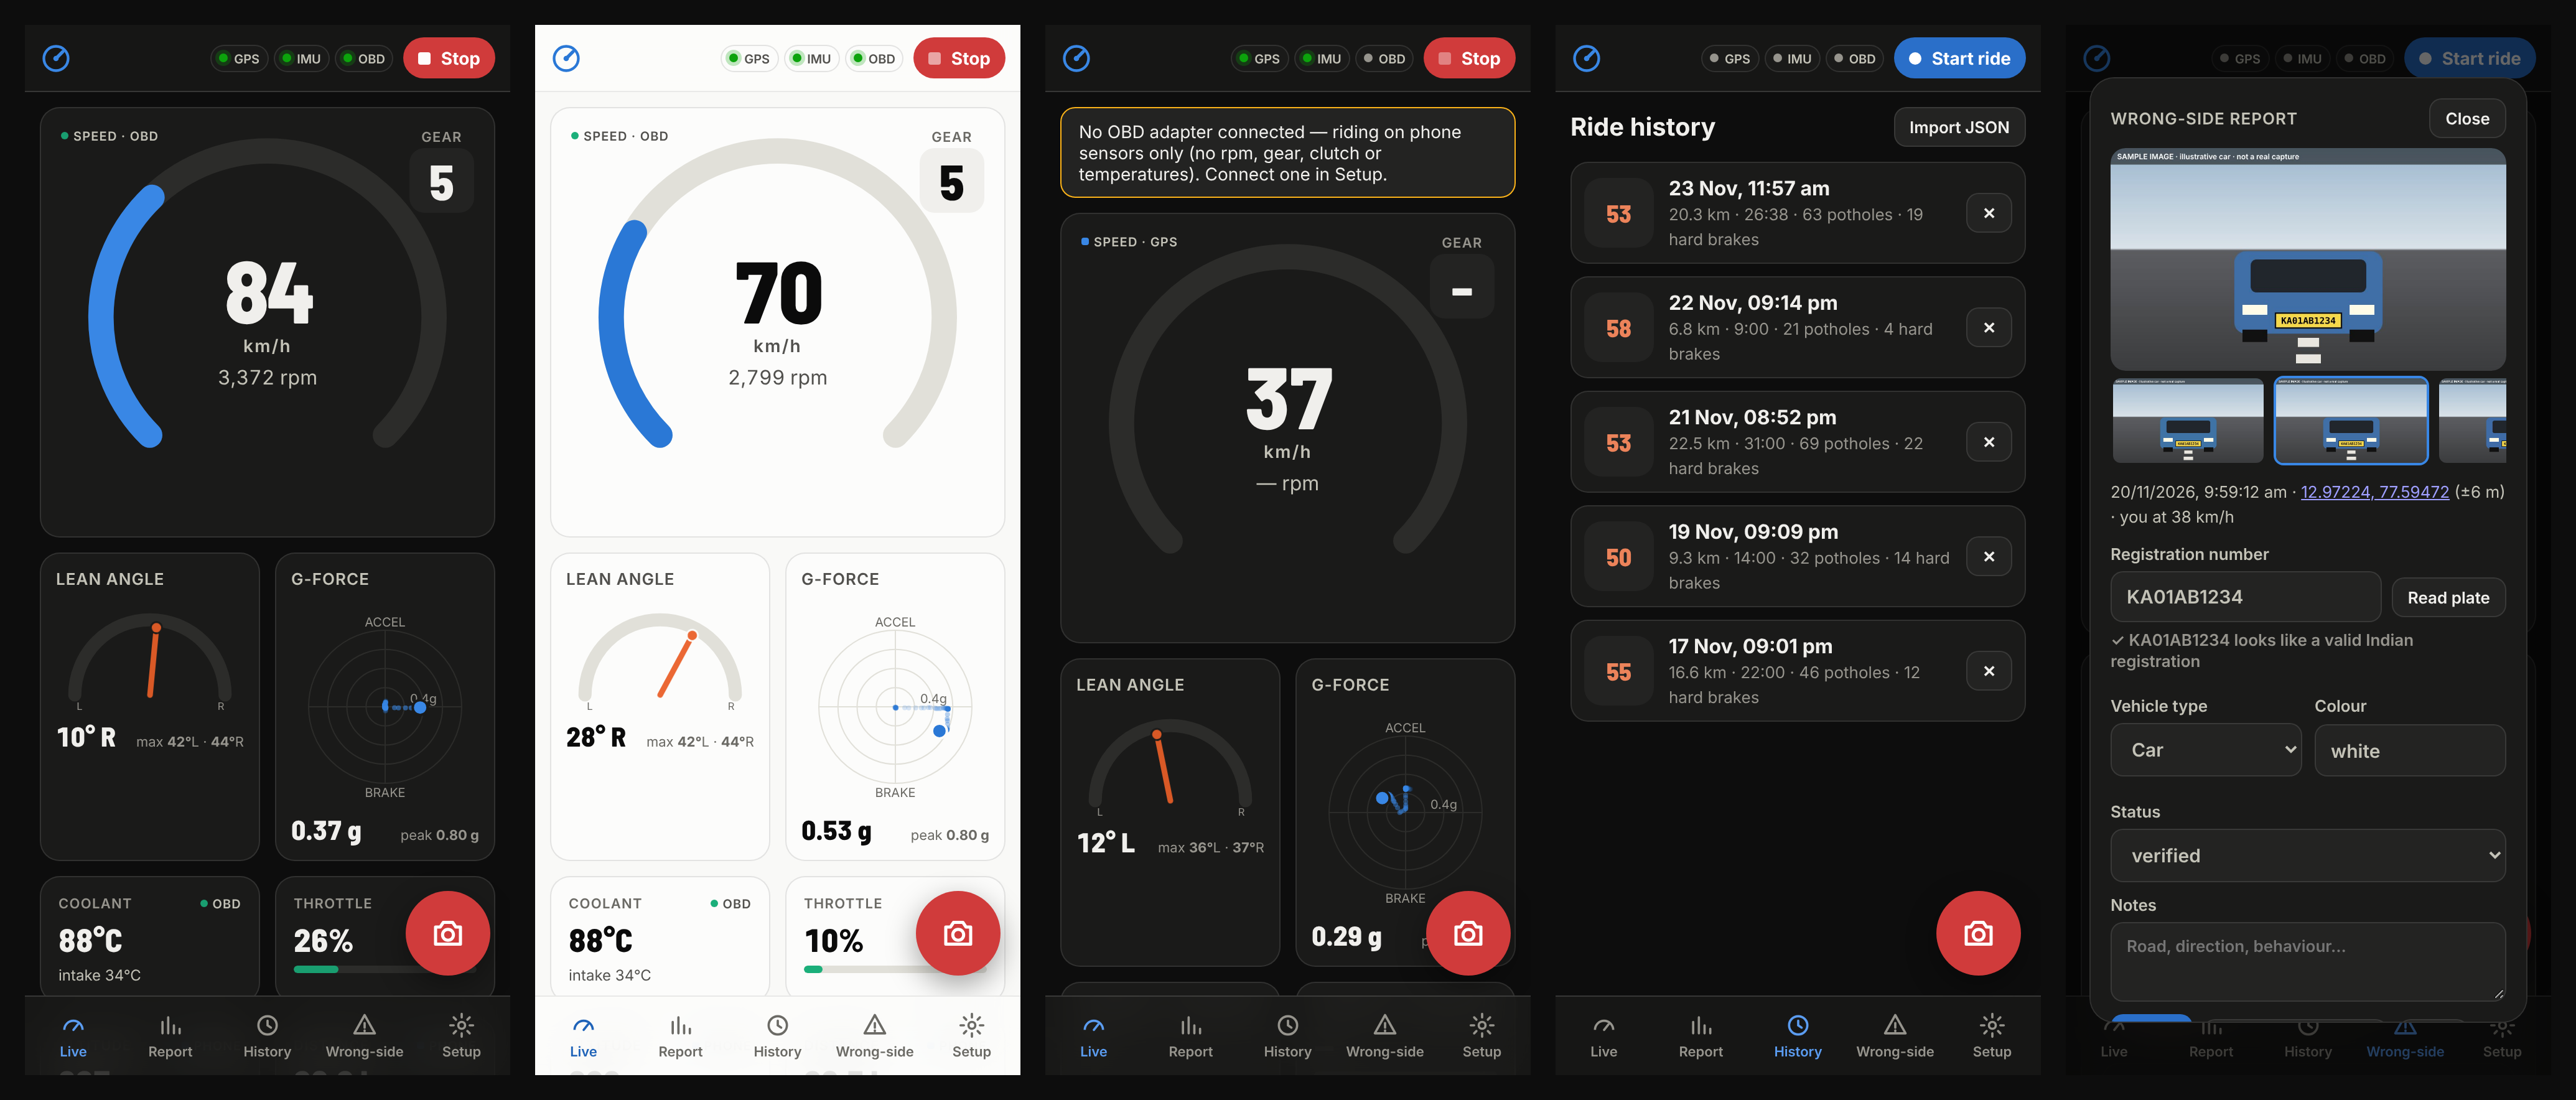 GPS
IMU
OBD
Stop
SPEED · OBD
GEAR
5
84
km/h
3,372 rpm
LEAN ANGLE
L
R
10° R
max 42°L · 44°R
G-FORCE
ACCEL
0.4g
BRAKE
0.37 g
peak 0.80 g
COOLANT
OBD
88°C
intake 34°C
THROTTLE
26%
Live
Report
History
Wrong-side
Setup
GPS
IMU
OBD
Stop
SPEED · OBD
GEAR
5
70
km/h
2,799 rpm
LEAN ANGLE
L
R
28° R
max 42°L · 44°R
G-FORCE
ACCEL
0.4g
BRAKE
0.53 g
peak 0.80 g
COOLANT
OBD
88°C
intake 34°C
THROTTLE
10%
Live
Report
History
Wrong-side
Setup
GPS
IMU
OBD
Stop
No OBD adapter connected — riding on phone
sensors only (no rpm, gear, clutch or
temperatures). Connect one in Setup.
SPEED · GPS
GEAR
–
37
km/h
— rpm
LEAN ANGLE
L
R
12° L
max 36°L · 37°R
G-FORCE
ACCEL
0.4g
BRAKE
0.29 g
Live
Report
History
Wrong-side
Setup
GPS
IMU
OBD
Start ride
Ride history
Import JSON
53
23 Nov, 11:57 am
20.3 km · 26:38 · 63 potholes · 19
hard brakes
58
22 Nov, 09:14 pm
6.8 km · 9:00 · 21 potholes · 4 hard
brakes
53
21 Nov, 08:52 pm
22.5 km · 31:00 · 69 potholes · 22
hard brakes
50
19 Nov, 09:09 pm
9.3 km · 14:00 · 32 potholes · 14 hard
brakes
55
17 Nov, 09:01 pm
16.6 km · 22:00 · 46 potholes · 12
hard brakes
Live
Report
History
Wrong-side
Setup
GPS
IMU
OBD
Start ride
WRONG-SIDE REPORT
Close
SAMPLE IMAGE · illustrative car · not a real capture
KA01AB1234
20/11/2026, 9:59:12 am · 12.97224, 77.59472 (±6 m)
· you at 38 km/h
Registration number
KA01AB1234
Read plate
✓ KA01AB1234 looks like a valid Indian
registration
Vehicle type
Colour
Car
white
Status
verified
Notes
Road, direction, behaviour...
Live
Report
History
Wrong-side
Setup